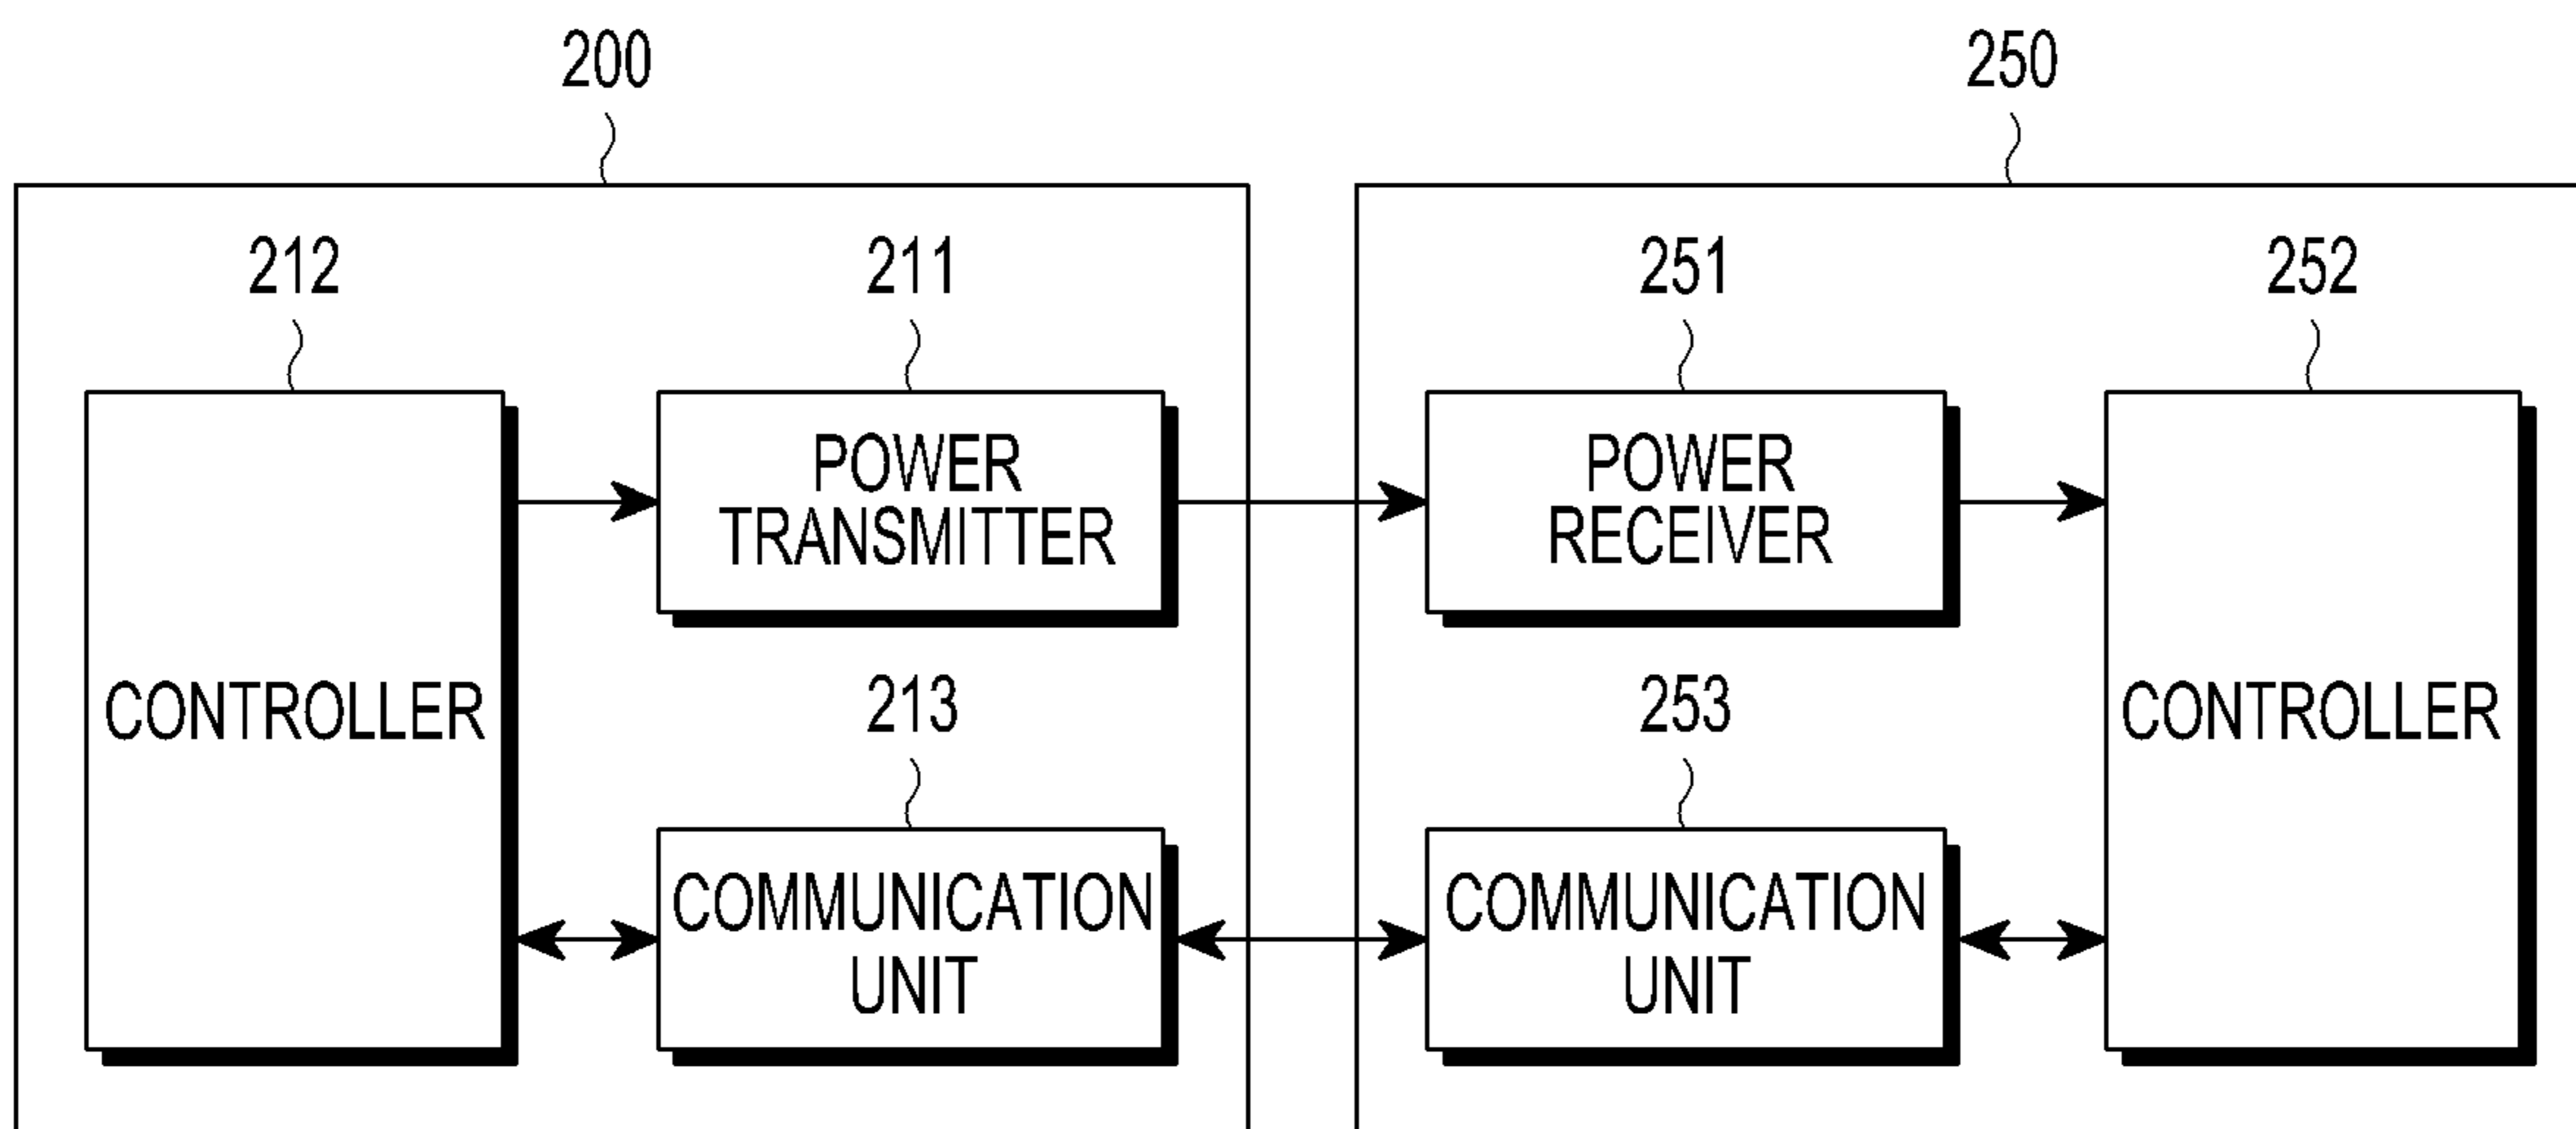 200
250
212
211
251
252
POWER
TRANSMITTER
POWER
RECEIVER
CONTROLLER
213
253
CONTROLLER
COMMUNICATION
UNIT
COMMUNICATION
UNIT